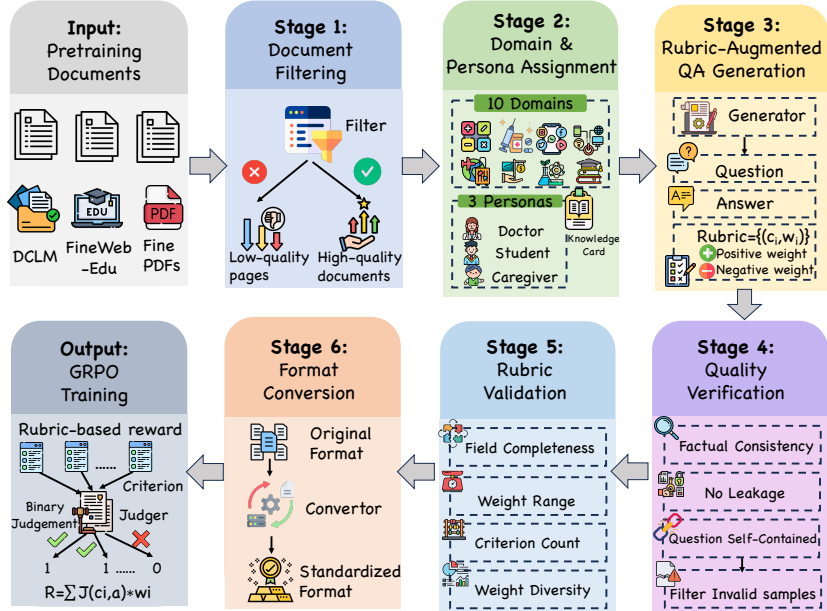 Input:
Pretraining
Documents
DCLM
EDU
FineWeb
-Edu
PDF
Fine
PDFs
Stage 1:
Document
Filtering
Filter
Low-quality
pages
High-quality
documents
Stage 2:
Domain &
Persona Assignment
10 Domains
3 Personas
Doctor
Student
Caregiver
Knowledge
Card
Stage 3:
Rubric-Augmented
QA Generation
Generator
Question
A=
Answer
Rubric={(cᵢ,wᵢ)}
Positive weight
Negative weight
Stage 4:
Quality
Verification
Factual Consistency
No Leakage
Question Self-Contained
Filter Invalid samples
Stage 5:
Rubric
Validation
Field Completeness
Weight Range
Criterion Count
Weight Diversity
Stage 6:
Format
Conversion
Original
Format
Convertor
Standardized
Format
Output:
GRPO
Training
Rubric-based reward
......
Criterion
Binary
Judgement
Judger
1 1 ...... 0
R=∑ J(ci,a)*wi